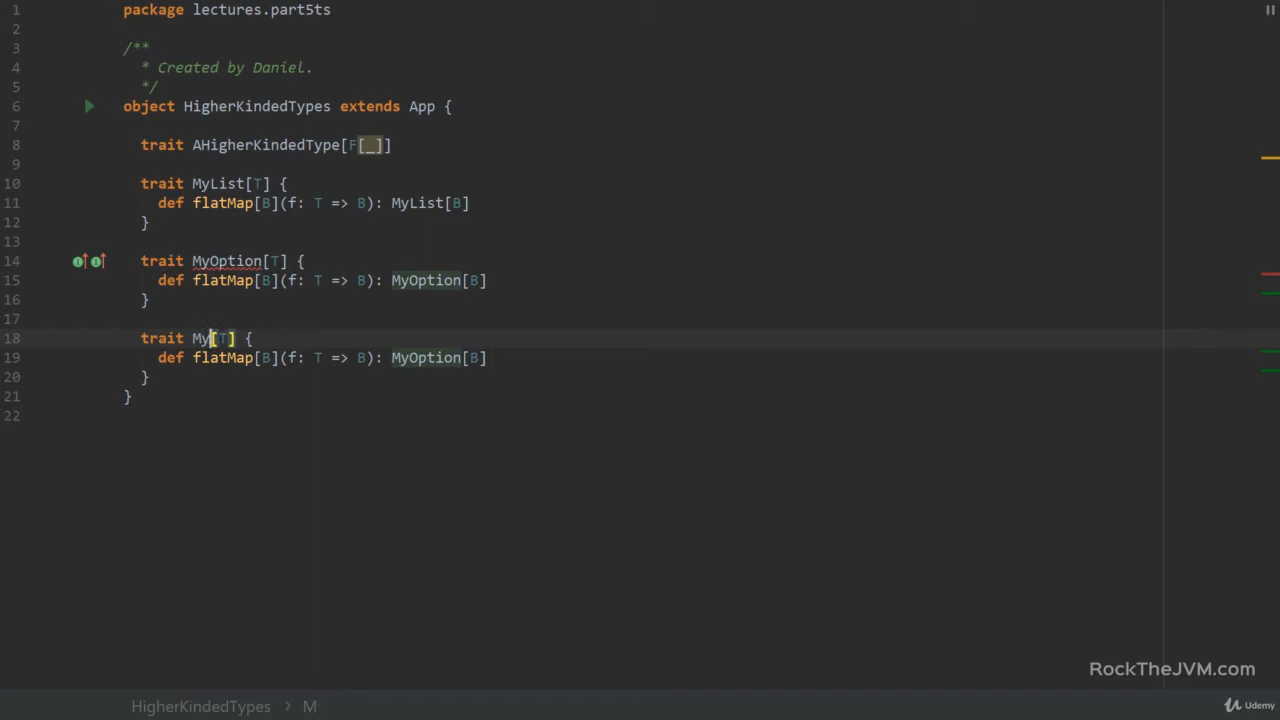 1 package lectures.part5ts
2
3 /**
4 * Created by Daniel.
5 */
6 object HigherKindedTypes extends App {
7
8 trait AHigherKindedType[F[_]]
9
10 trait MyList[T] {
11 def flatMap[B](f: T => B): MyList[B]
12 }
13
14 trait MyOption[T] {
15 def flatMap[B](f: T => B): MyOption[B]
16 }
17
18 trait My[T] {
19 def flatMap[B](f: T => B): MyOption[B]
20 }
21 }
22
RockTheJVM.com
HigherKindedTypes > M
Udemy